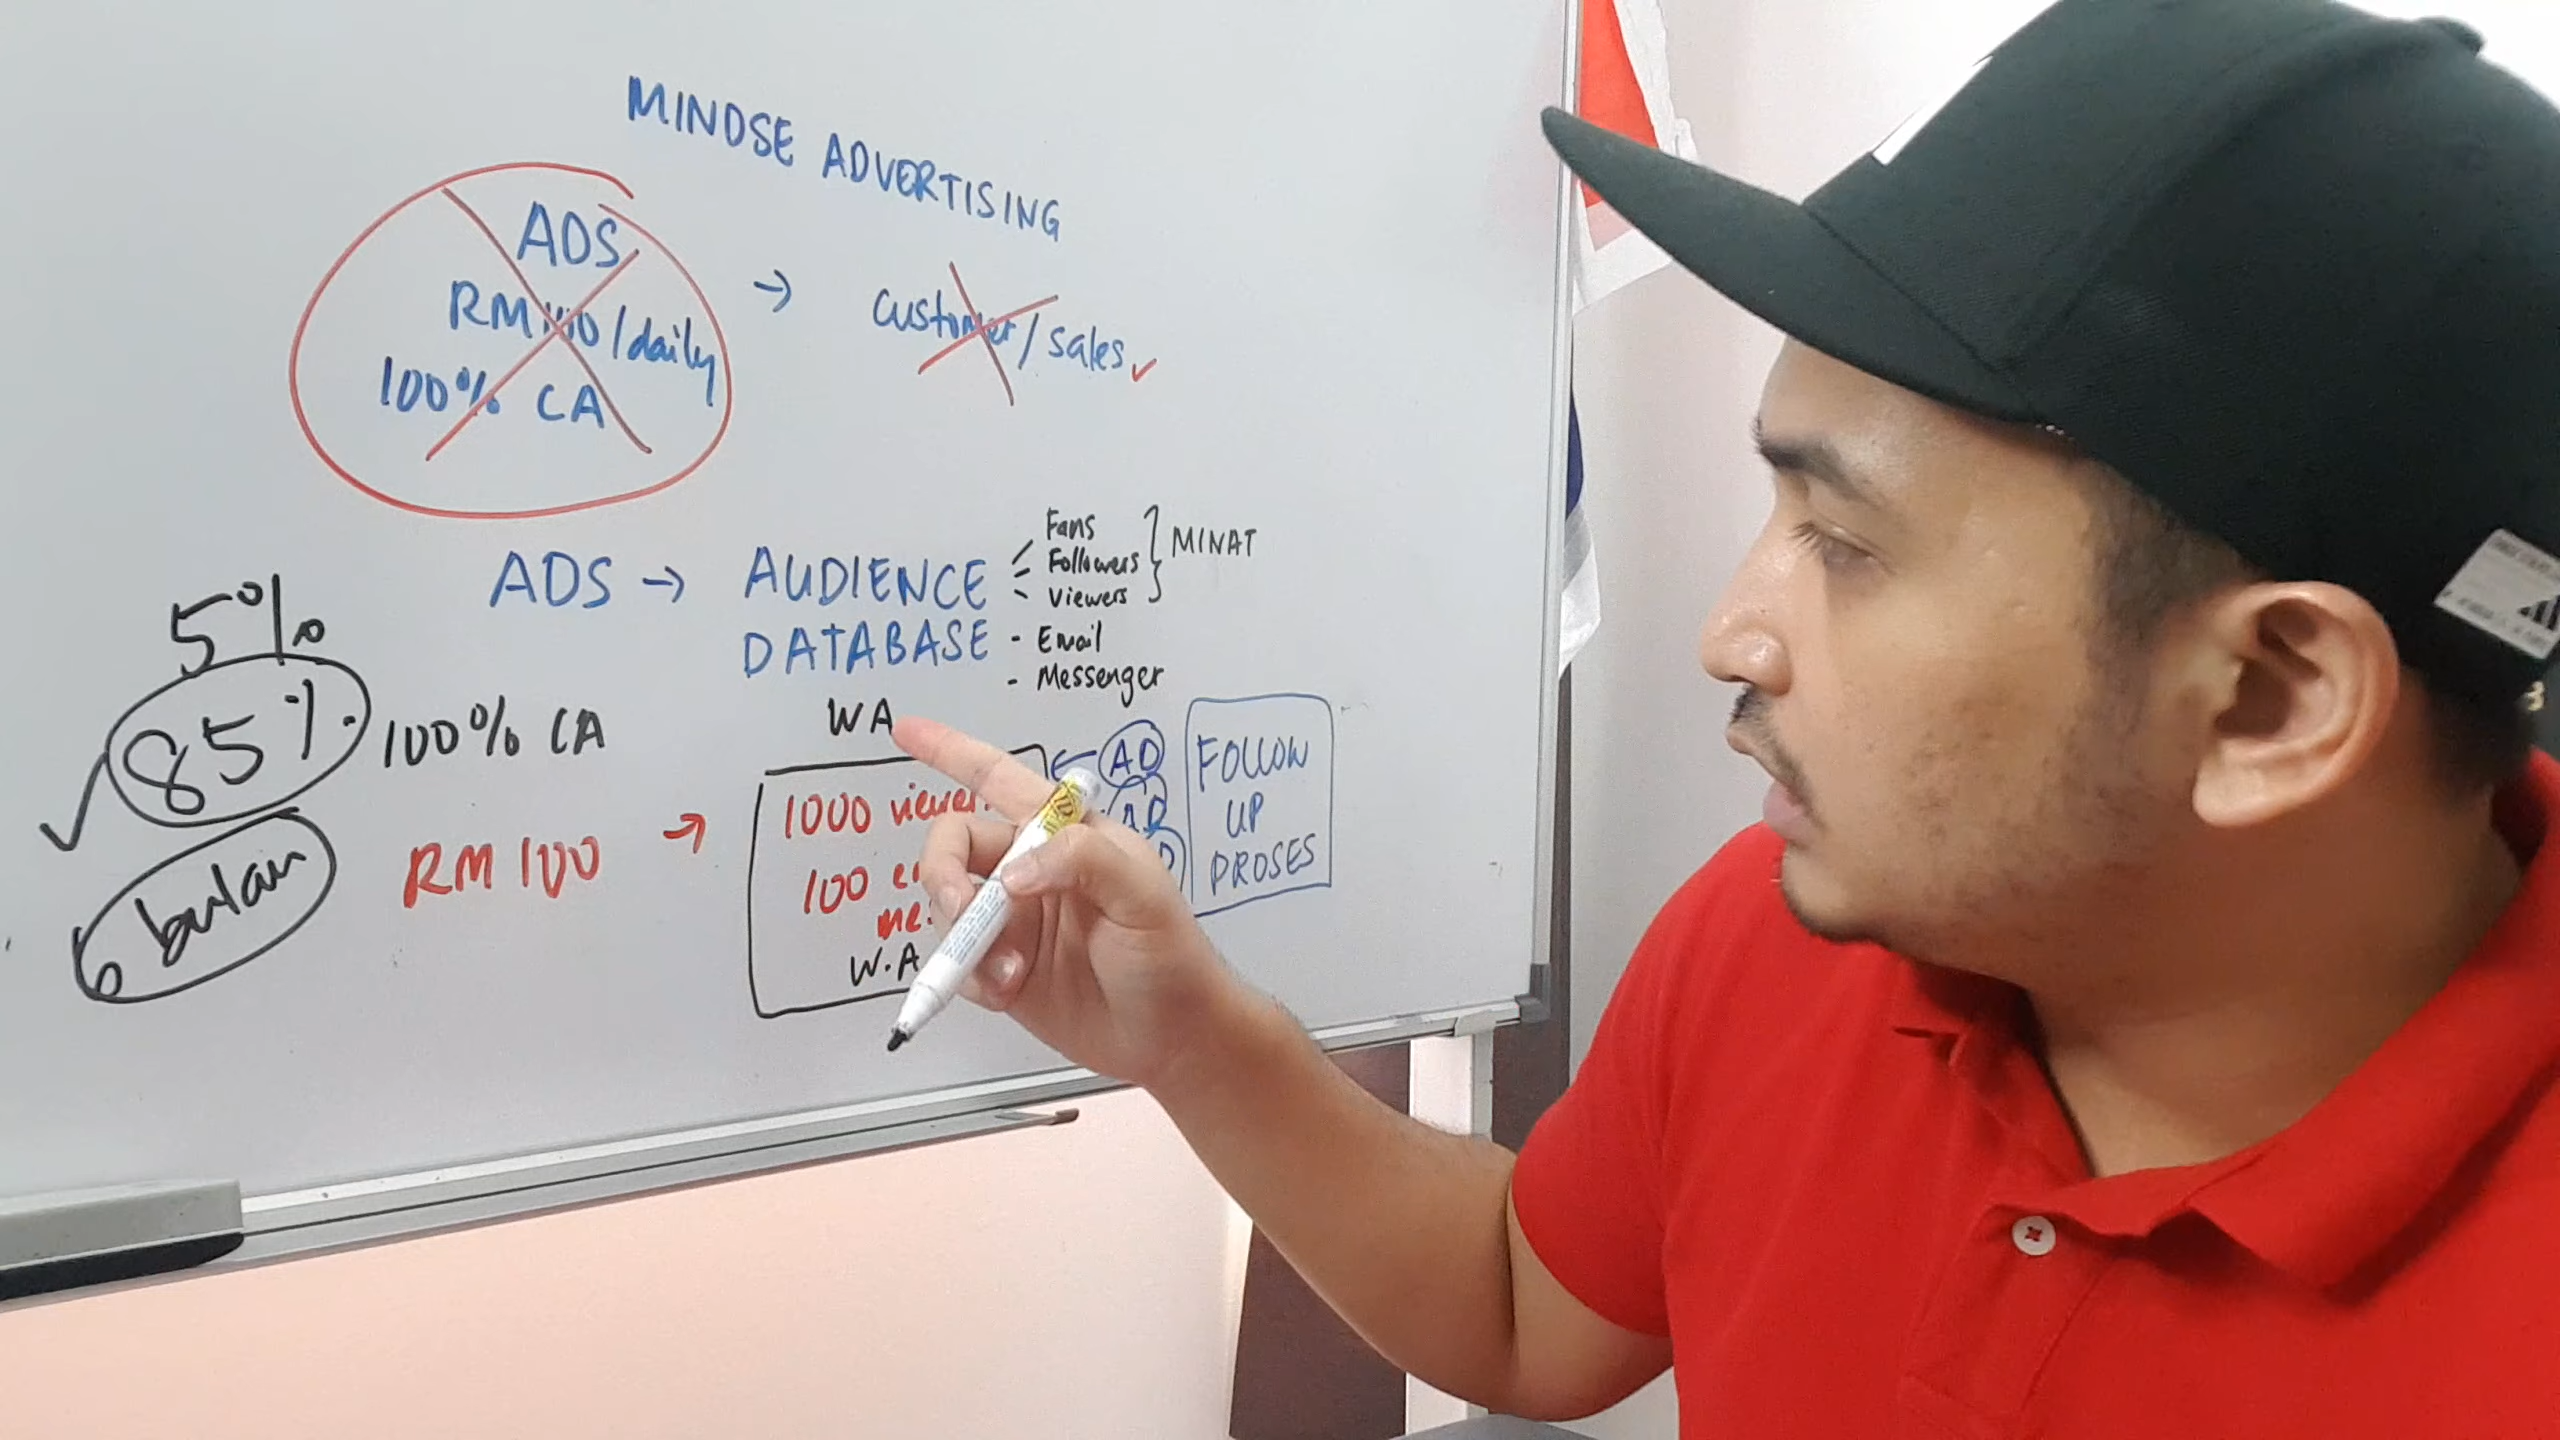 MINDSE ADVERTISING
ADS
RM100/daily
100% CA
→ customer/sales ✓
ADS → AUDIENCE
Fans
Followers
Viewers
} MINAT
DATABASE
- Email
- Messenger
WA
5%
85%.
6 bulan
100% CA
RM 100 →
1000 viewer
100
W.A
← AD
AD
FOLLOW
UP
PROSES